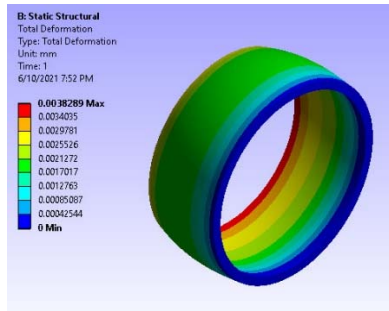 B: Static Structural
Total Deformation
Type: Total Deformation
Unit: mm
Time: 1
6/10/2021 7:52 PM
0.0038289 Max
0.0034035
0.0029781
0.0025526
0.0021272
0.0017017
0.0012763
0.00085087
0.00042544
0 Min